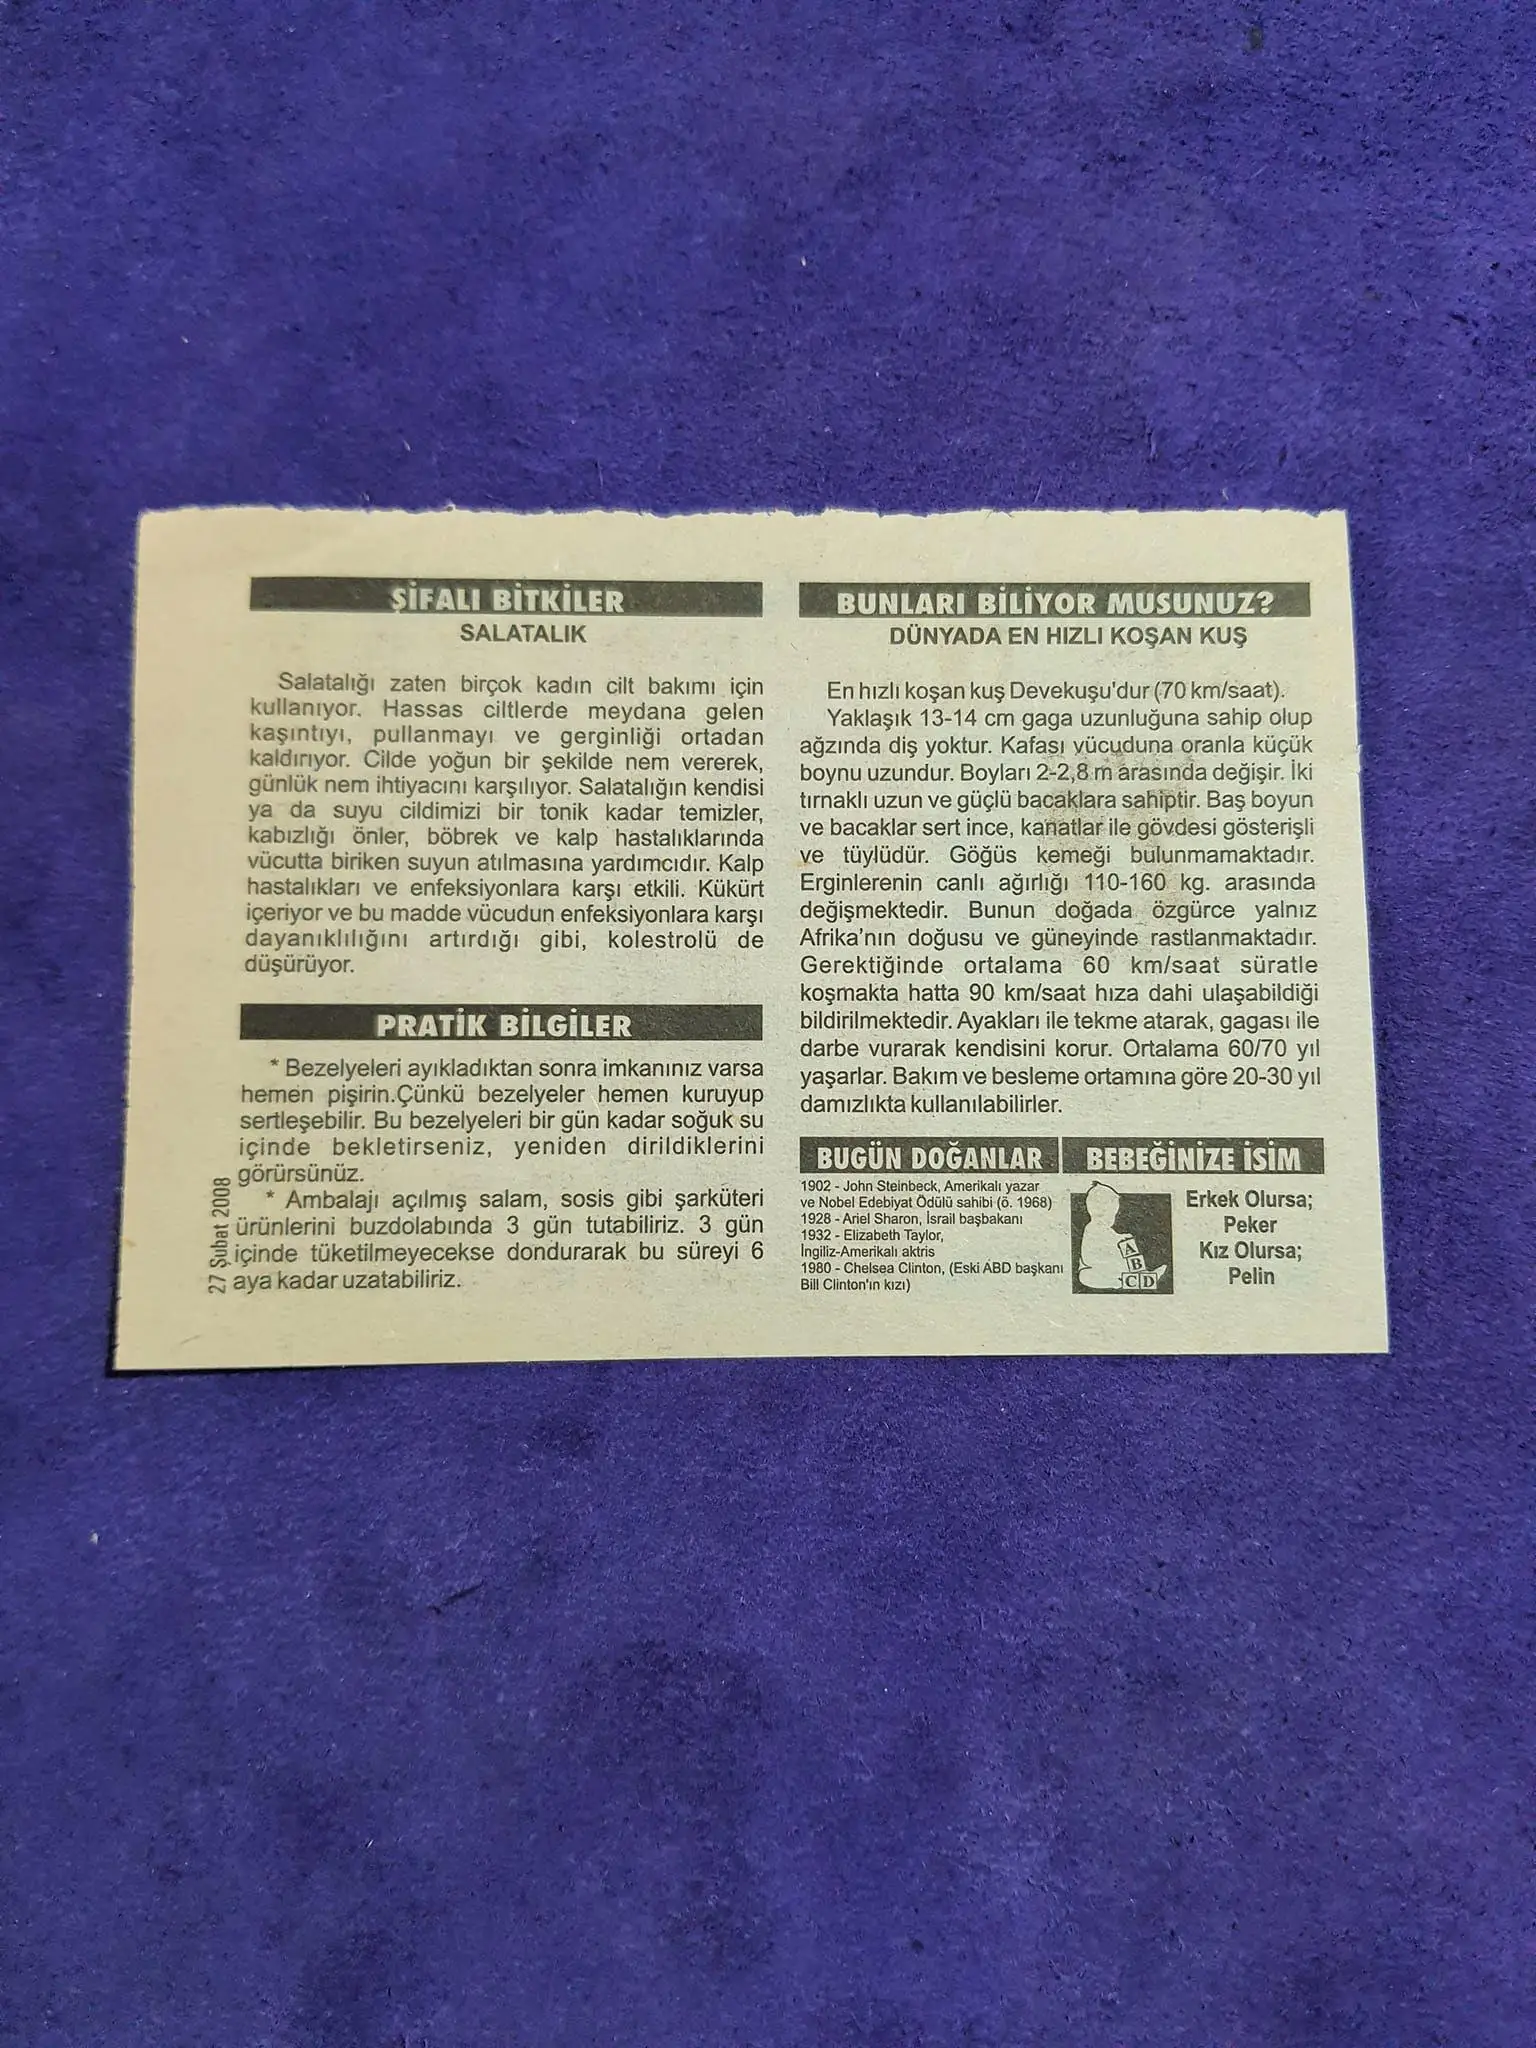 ŞİFALI BİTKİLER
SALATALIK
Salatalığı zaten birçok kadın cilt bakımı için
kullanıyor. Hassas ciltlerde meydana gelen
kaşıntıyı, pullanmayı ve gerginliği ortadan
kaldırıyor. Cilde yoğun bir şekilde nem vererek,
günlük nem ihtiyacını karşılıyor. Salatalığın kendisi
ya da suyu cildimizi bir tonik kadar temizler,
kabızlığı önler, böbrek ve kalp hastalıklarında
vücutta biriken suyun atılmasına yardımcıdır. Kalp
hastalıkları ve enfeksiyonlara karşı etkili. Kükürt
içeriyor ve bu madde vücudun enfeksiyonlara karşı
dayanıklılığını artırdığı gibi, kolestrolü de
düşürüyor.
PRATİK BİLGİLER
* Bezelyeleri ayıkladıktan sonra imkanınız varsa
hemen pişirin.Çünkü bezelyeler hemen kuruyup
sertleşebilir. Bu bezelyeleri bir gün kadar soğuk su
içinde bekletirseniz, yeniden dirildiklerini
görürsünüz.
* Ambalajı açılmış salam, sosis gibi şarküteri
ürünlerini buzdolabında 3 gün tutabiliriz. 3 gün
içinde tüketilmeyecekse dondurarak bu süreyi 6
aya kadar uzatabiliriz.
27 Şubat 2008
BUNLARI BİLİYOR MUSUNUZ?
DÜNYADA EN HIZLI KOŞAN KUŞ
En hızlı koşan kuş Devekuşu'dur (70 km/saat).
Yaklaşık 13-14 cm gaga uzunluğuna sahip olup
ağzında diş yoktur. Kafası vücuduna oranla küçük
boynu uzundur. Boyları 2-2,8 m arasında değişir. İki
tırnaklı uzun ve güçlü bacaklara sahiptir. Baş boyun
ve bacaklar sert ince, kanatlar ile gövdesi gösterişli
ve tüylüdür. Göğüs kemeği bulunmamaktadır.
Erginlerenin canlı ağırlığı 110-160 kg. arasında
değişmektedir. Bunun doğada özgürce yalnız
Afrika'nın doğusu ve güneyinde rastlanmaktadır.
Gerektiğinde ortalama 60 km/saat süratle
koşmakta hatta 90 km/saat hıza dahi ulaşabildiği
bildirilmektedir. Ayakları ile tekme atarak, gagası ile
darbe vurarak kendisini korur. Ortalama 60/70 yıl
yaşarlar. Bakım ve besleme ortamına göre 20-30 yıl
damızlıkta kullanılabilirler.
BUGÜN DOĞANLAR
1902 - John Steinbeck, Amerikalı yazar
ve Nobel Edebiyat Ödülü sahibi (ö. 1968)
1928 - Ariel Sharon, İsrail başbakanı
1932 - Elizabeth Taylor,
İngiliz-Amerikalı aktris
1980 - Chelsea Clinton, (Eski ABD başkanı
Bill Clinton'ın kızı)
BEBEĞİNİZE İSİM
A
B
C D
Erkek Olursa;
Peker
Kız Olursa;
Pelin